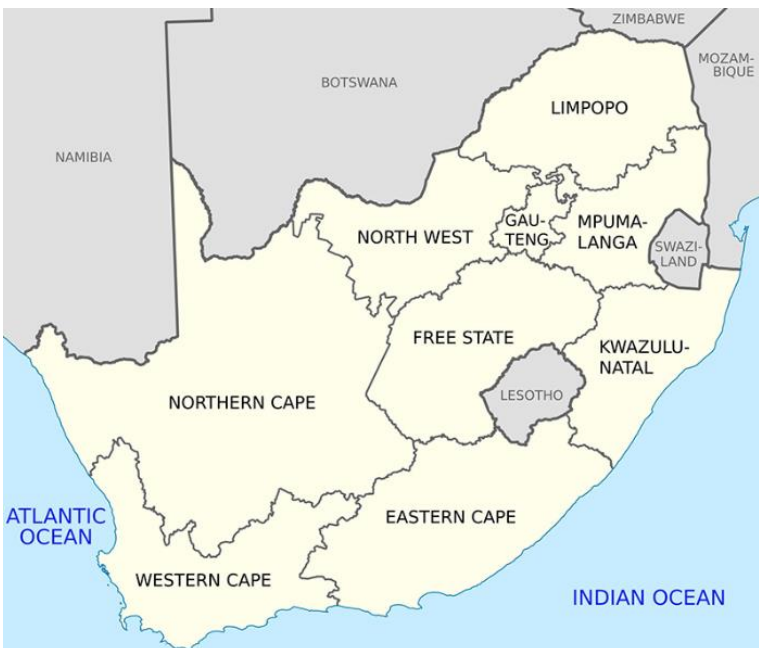 ZIMBABWE
MOZAM-
BIQUE
BOTSWANA
LIMPOPO
NAMIBIA
GAU-
TENG
MPUMA-
LANGA
NORTH WEST
SWAZI-
LAND
FREE STATE
KWAZULU-
NATAL
LESOTHO
NORTHERN CAPE
ATLANTIC
OCEAN
EASTERN CAPE
WESTERN CAPE
INDIAN OCEAN